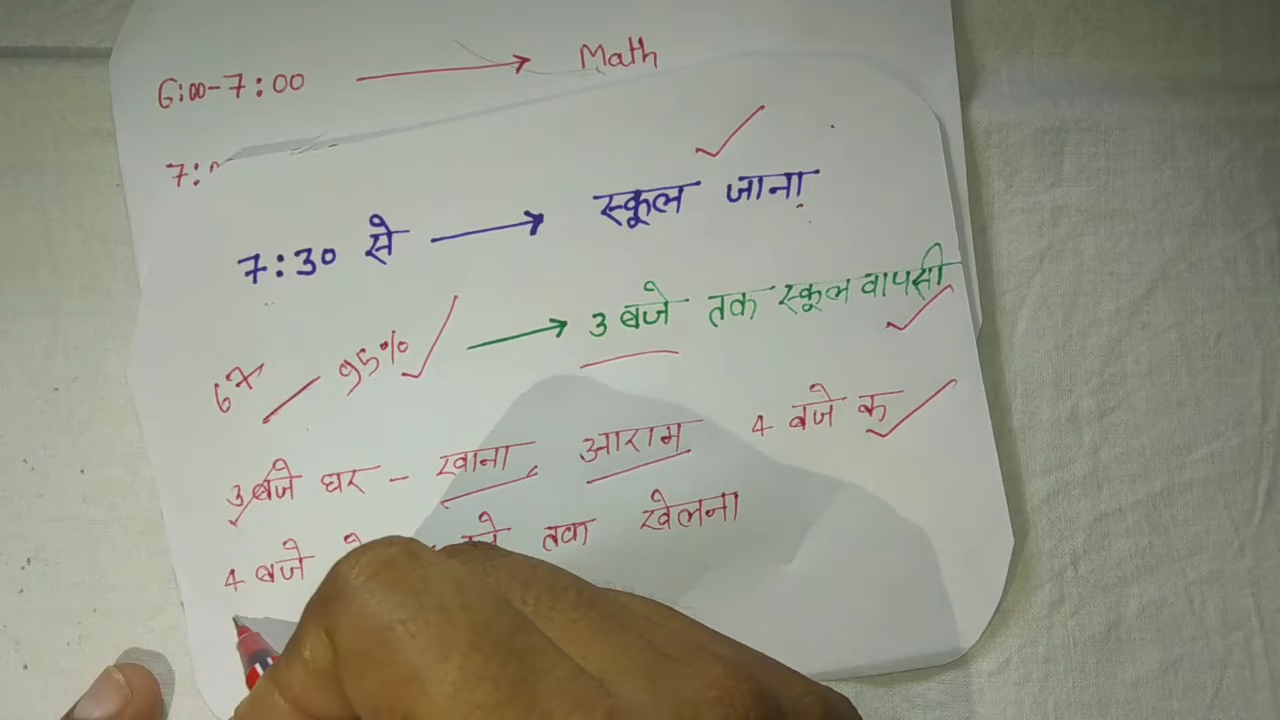 6:00-7:00 → Math
7:
7:30 से → स्कूल जाना
→ 3 बजे तक स्कूल वापसी
67 95%
3 बजे घर - खाना, आराम 4 बजे क
4 बजे तक खेलना